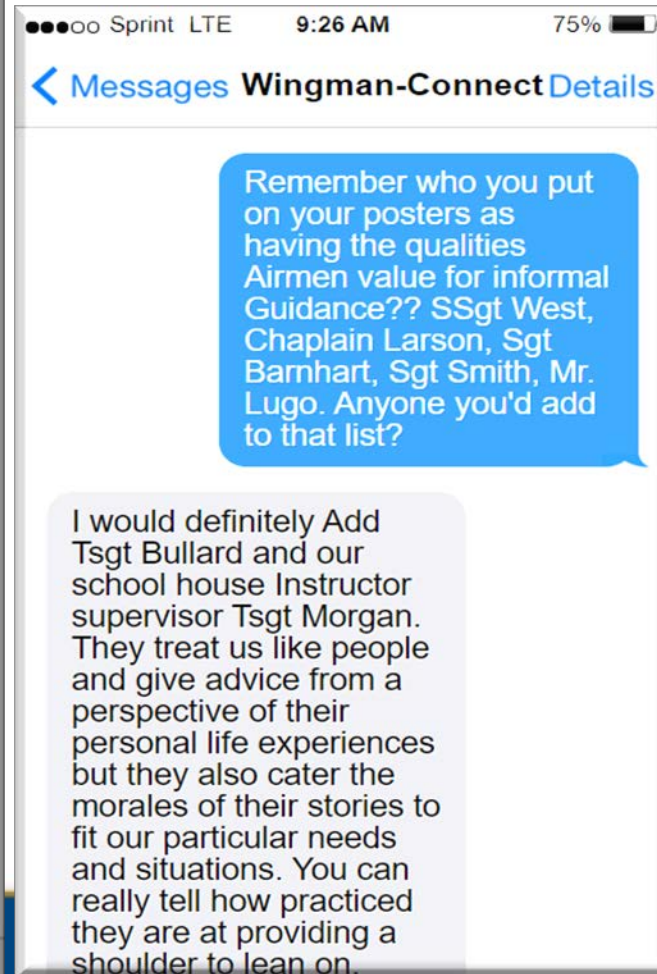 Sprint LTE 9:26 AM 75%
Messages Wingman-Connect Details
Remember who you put
on your posters as
having the qualities
Airmen value for informal
Guidance?? SSgt West,
Chaplain Larson, Sgt
Barnhart, Sgt Smith, Mr.
Lugo. Anyone you'd add
to that list?
I would definitely Add
Tsgt Bullard and our
school house Instructor
supervisor Tsgt Morgan.
They treat us like people
and give advice from a
perspective of their
personal life experiences
but they also cater the
morales of their stories to
fit our particular needs
and situations. You can
really tell how practiced
they are at providing a
shoulder to lean on.